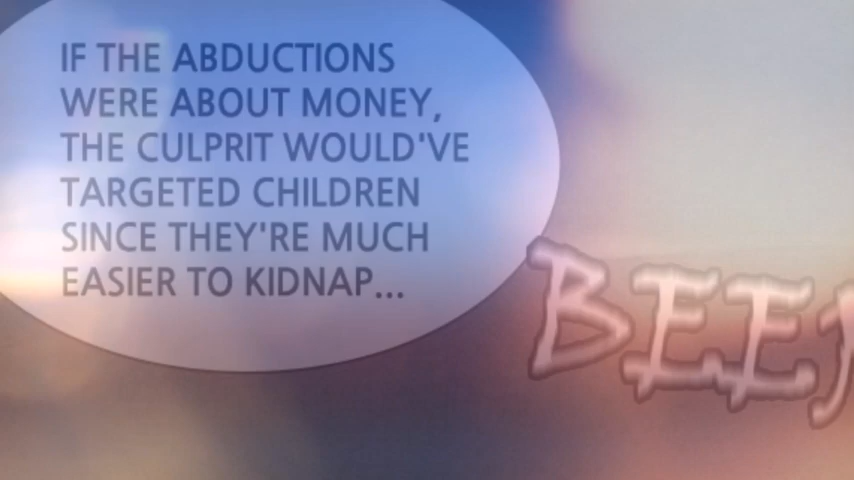 IF THE ABDUCTIONS
WERE ABOUT MONEY,
THE CULPRIT WOULD'VE
TARGETED CHILDREN
SINCE THEY'RE MUCH
EASIER TO KIDNAP...